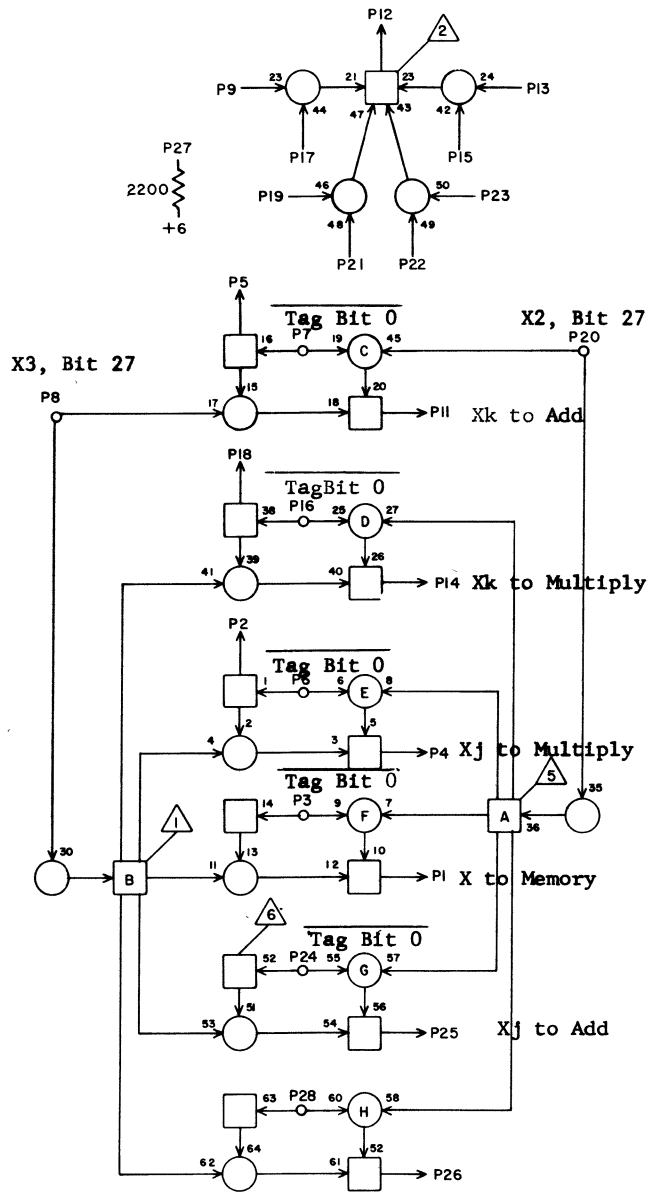 P12
2
P9 23 21 23 24 P13
44 47 43 42
P17 P15
P27
2200
+6
P19 46 50 P23
48 49
P21 P22
P5
Tag Bit 0 X2, Bit 27
16 P7 19 C 45 P20
X3, Bit 27
P8 15 20
17 18 P11 Xk to Add
P18
TagBit 0
38 P16 25 D 27
39 26
41 40 P14 Xk to Multiply
P2
Tag Bit 0
1 P6 6 E 8
2 5
4 3 P4 Xj to Multiply
Tag Bit 0
5
14 P3 9 F 7 A 36 35
1
30 13 10
B 11 12 P1 X to Memory
6
Tag Bit 0
52 P24 55 G 57
51 56
53 54 P25 Xj to Add
63 P28 60 H 58
64 52
62 61 P26